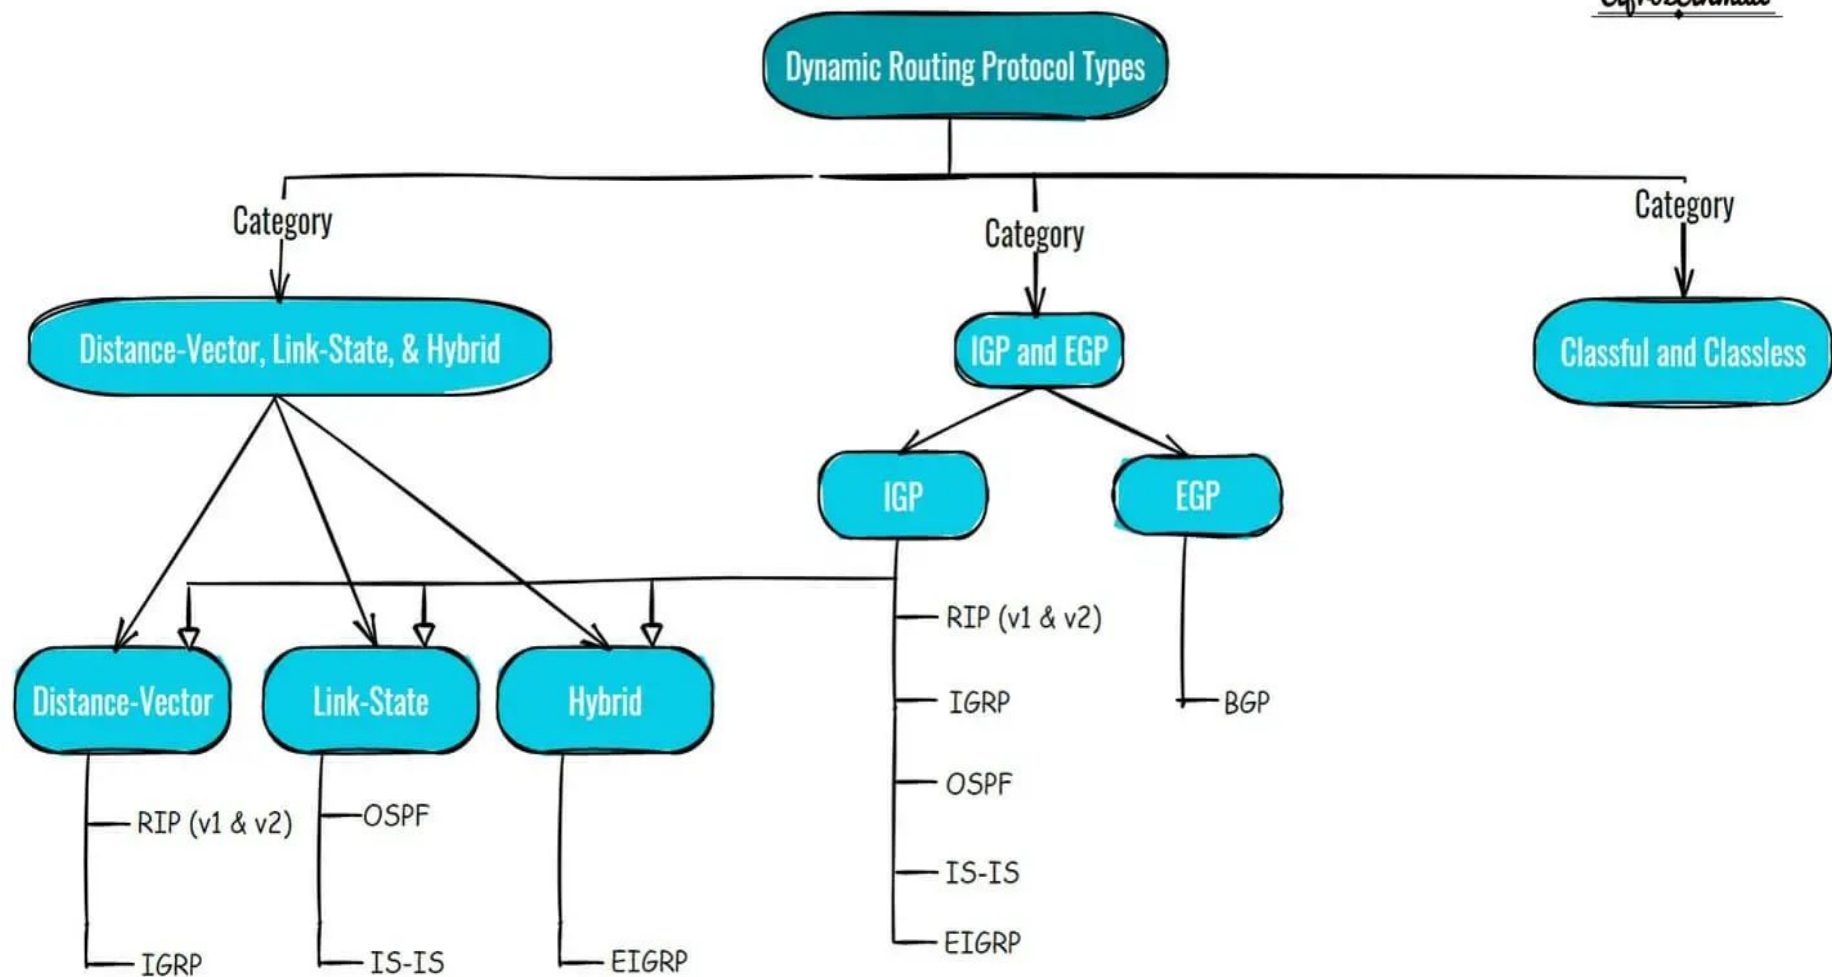 Dynamic Routing Protocol Types
Category
Category
Category
Distance-Vector, Link-State, & Hybrid
IGP and EGP
Classful and Classless
IGP
EGP
Distance-Vector
Link-State
Hybrid
RIP (v1 & v2)
IGRP
OSPF
IS-IS
EIGRP
RIP (v1 & v2)
IGRP
OSPF
IS-IS
EIGRP
BGP